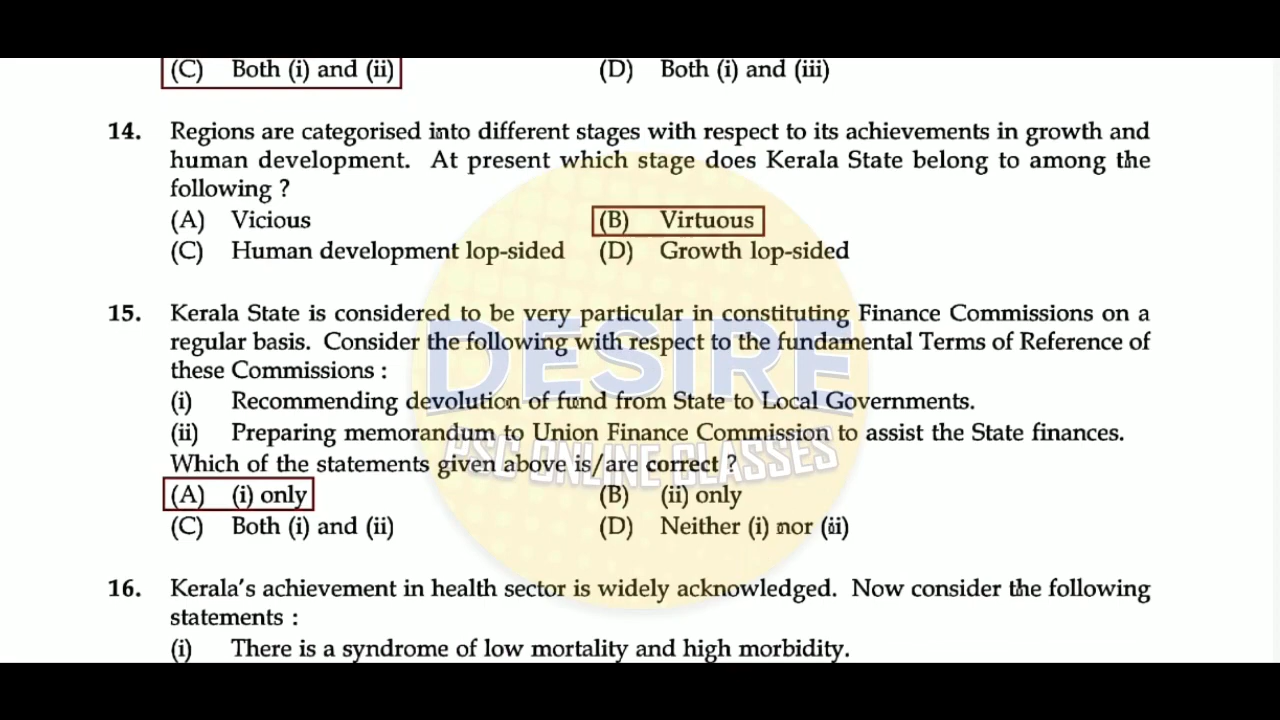 (C) Both (i) and (ii) (D) Both (i) and (iii)
14. Regions are categorised into different stages with respect to its achievements in growth and
human development. At present which stage does Kerala State belong to among the
following ?
(A) Vicious (B) Virtuous
(C) Human development lop-sided (D) Growth lop-sided
15. Kerala State is considered to be very particular in constituting Finance Commissions on a
regular basis. Consider the following with respect to the fundamental Terms of Reference of
these Commissions :
(i) Recommending devolution of fund from State to Local Governments.
(ii) Preparing memorandum to Union Finance Commission to assist the State finances.
Which of the statements given above is/are correct ?
(A) (i) only (B) (ii) only
(C) Both (i) and (ii) (D) Neither (i) nor (ii)
16. Kerala's achievement in health sector is widely acknowledged. Now consider the following
statements :
(i) There is a syndrome of low mortality and high morbidity.
DESIRE
PSC ONLINE CLASSES